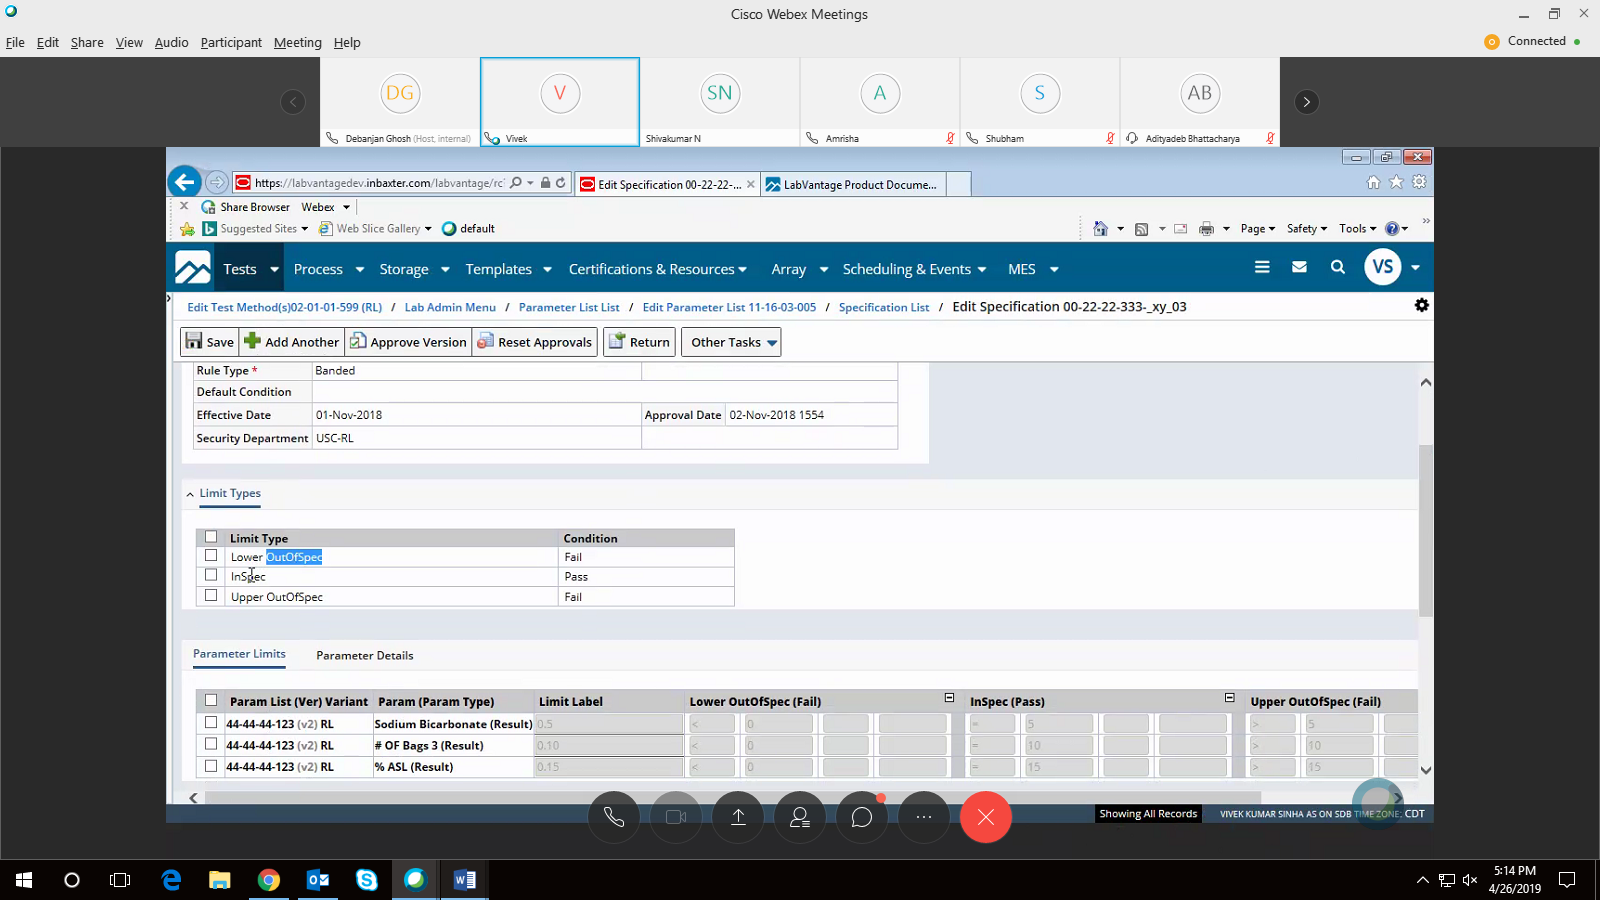 Cisco Webex Meetings
File Edit Share View Audio Participant Meeting Help
Connected
DG V SN A S AB
Debanjan Ghosh (Host, internal) Vivek Shivakumar N Amrisha Shubham Adityadeb Bhattacharya
https://labvantagedev.inbaxter.com/labvantage/rc Edit Specification 00-22-22-... LabVantage Product Docume...
Share Browser Webex
Suggested Sites Web Slice Gallery default Page Safety Tools
Tests Process Storage Templates Certifications & Resources Array Scheduling & Events MES VS
Edit Test Method(s)02-01-01-599 (RL) / Lab Admin Menu / Parameter List List / Edit Parameter List 11-16-03-005 / Specification List / Edit Specification 00-22-22-333-_xy_03
Save Add Another Approve Version Reset Approvals Return Other Tasks
Rule Type * Banded
Default Condition
Effective Date 01-Nov-2018 Approval Date 02-Nov-2018 1554
Security Department USC-RL
Limit Types
Limit Type Condition
Lower OutOfSpec Fail
InSpec Pass
Upper OutOfSpec Fail
Parameter Limits Parameter Details
Param List (Ver) Variant Param (Param Type) Limit Label Lower OutOfSpec (Fail) InSpec (Pass) Upper OutOfSpec (Fail)
44-44-44-123 (v2) RL Sodium Bicarbonate (Result) 0.5 < 0 = 5 > 5
44-44-44-123 (v2) RL # OF Bags 3 (Result) 0.10 < 0 = 10 > 10
44-44-44-123 (v2) RL % ASL (Result) 0.15 < 0 = 15 > 15
Showing All Records VIVEK KUMAR SINHA AS ON SDB TIME ZONE: CDT
5:14 PM
4/26/2019